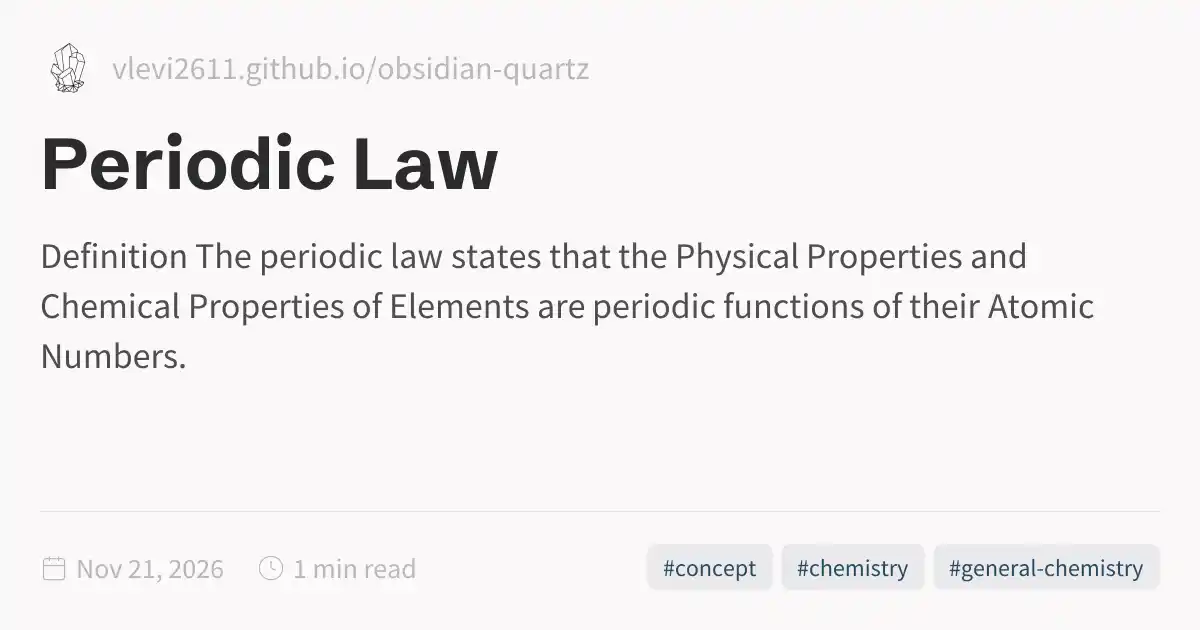 vlevi2611.github.io/obsidian-quartz
Periodic Law
Definition The periodic law states that the Physical Properties and
Chemical Properties of Elements are periodic functions of their Atomic
Numbers.
Nov 21, 2026 1 min read #concept #chemistry #general-chemistry